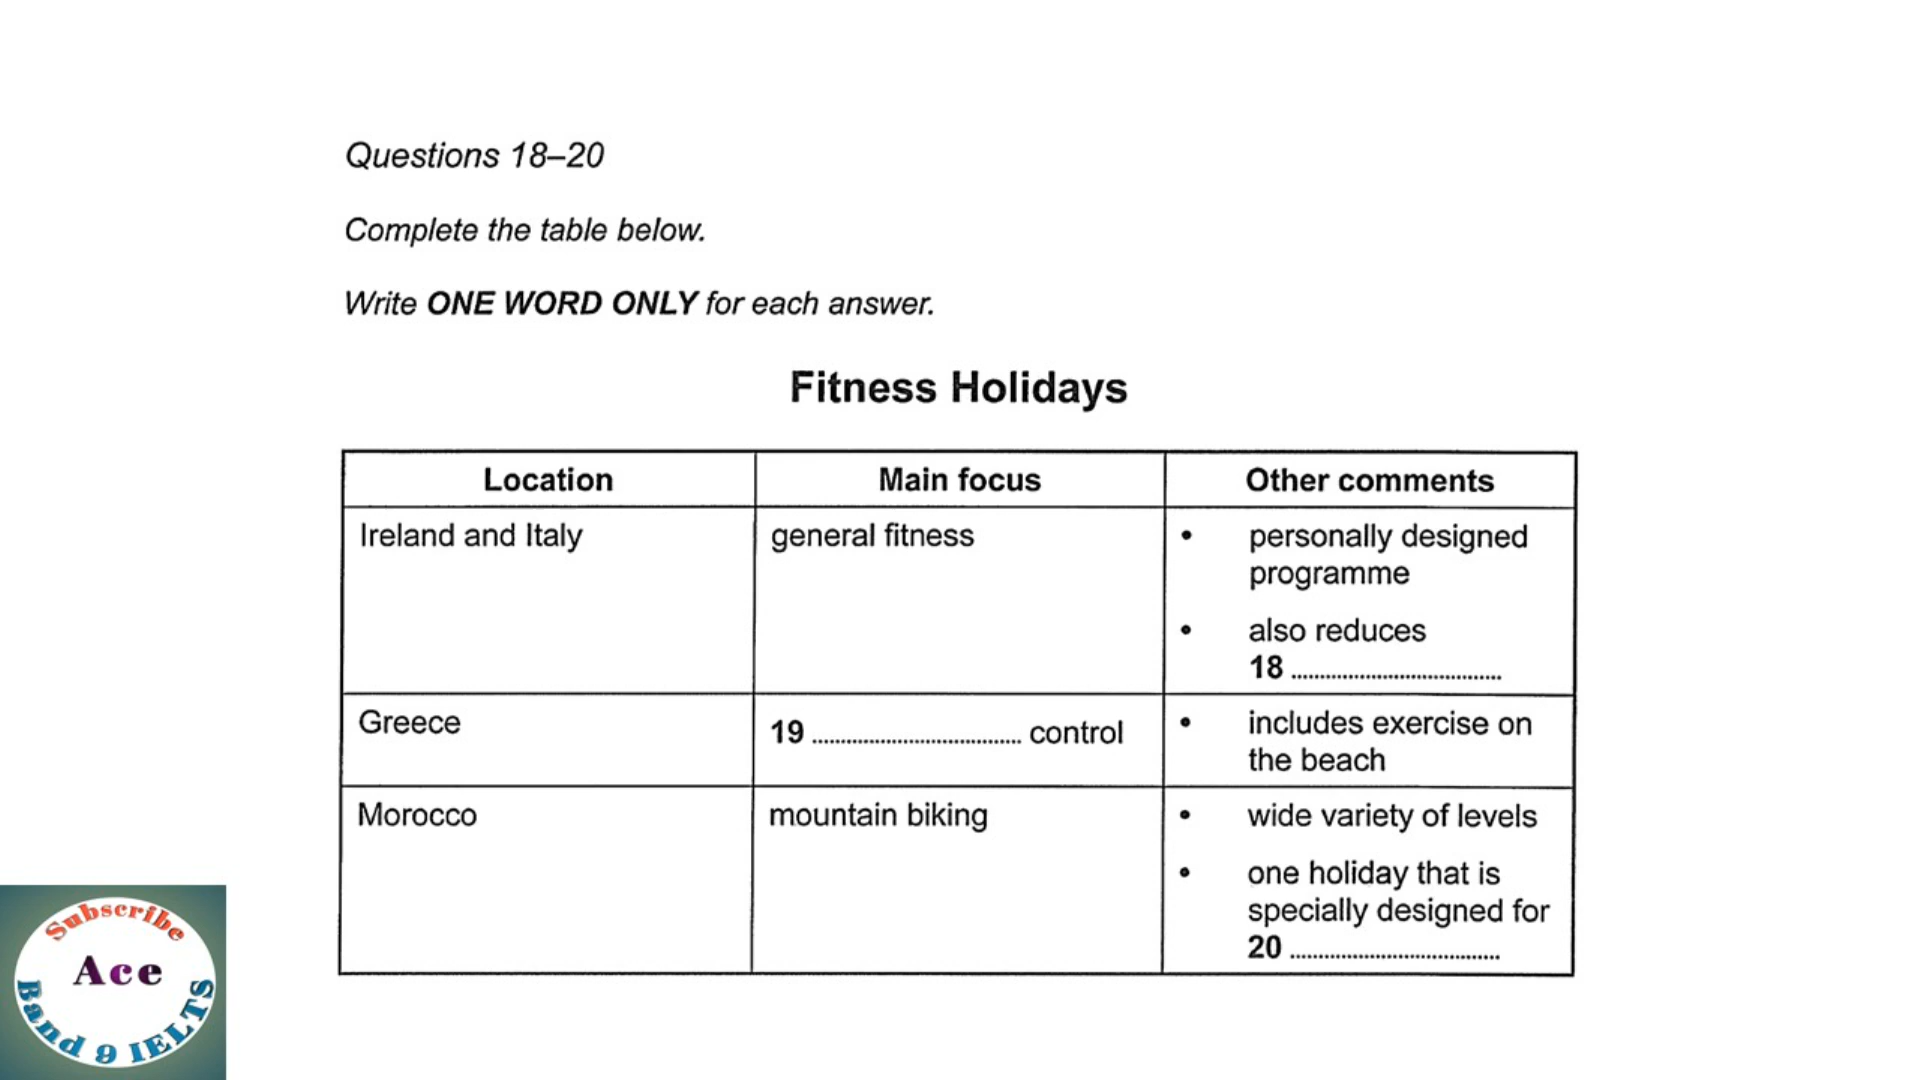 Questions 18–20
Complete the table below.
Write ONE WORD ONLY for each answer.
Fitness Holidays
Location Main focus Other comments
Ireland and Italy general fitness • personally designed
programme
• also reduces
18 ....................................
Greece 19 .................................... control • includes exercise on
the beach
Morocco mountain biking • wide variety of levels
• one holiday that is
specially designed for
20 ....................................
Subscribe
Ace
Band 9 IELTS